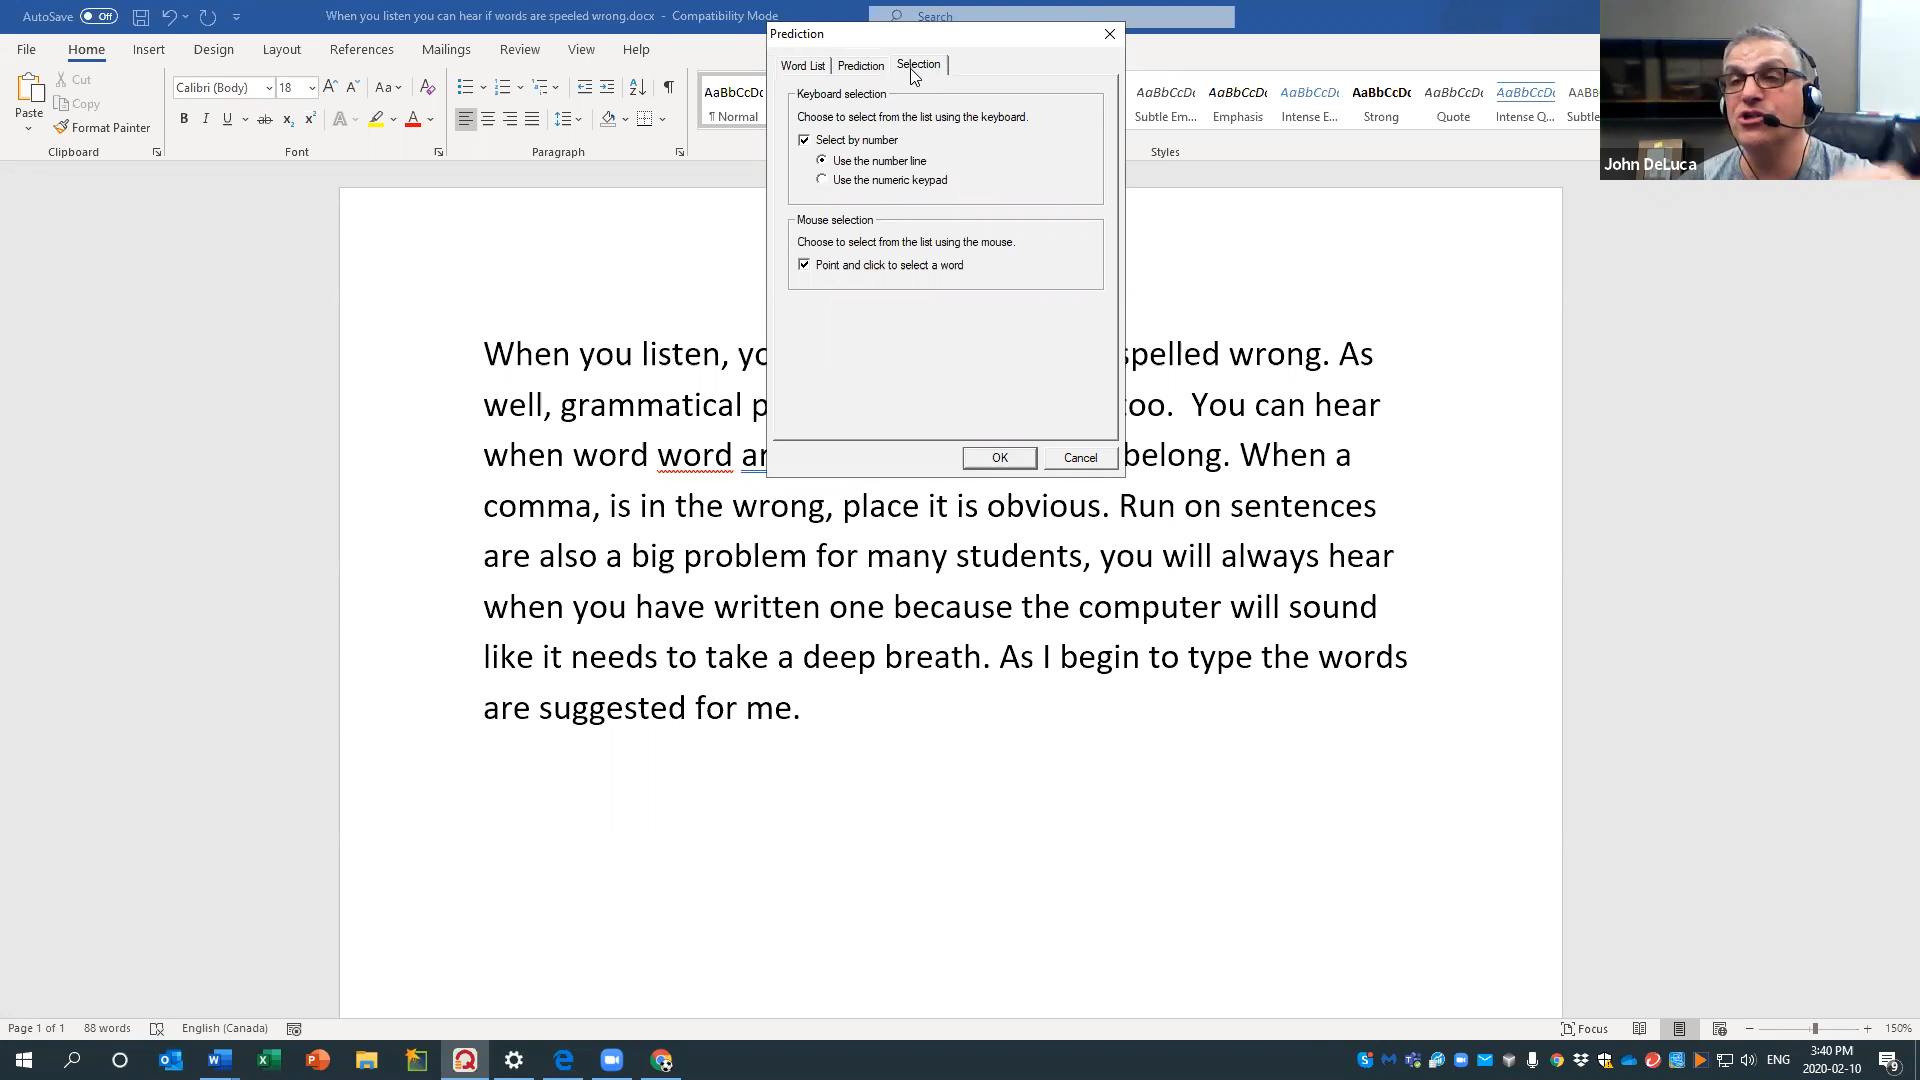 AutoSave Off
When you listen you can hear if words are speeled wrong.docx - Compatibility Mode
Search
File Home Insert Design Layout References Mailings Review View Help
Paste
Cut
Copy
Format Painter
Clipboard
Calibri (Body) 18
Font
Paragraph
AaBbCcDc
¶ Normal
AaBbCcDc
Subtle Em...
AaBbCcDc
Emphasis
AaBbCcDc
Intense E...
AaBbCcDc
Strong
AaBbCcDc
Quote
AaBbCcDc
Intense Q...
AABB
Subtle
Styles
John DeLuca
Prediction
Word List Prediction Selection
Keyboard selection
Choose to select from the list using the keyboard.
Select by number
Use the number line
Use the numeric keypad
Mouse selection
Choose to select from the list using the mouse.
Point and click to select a word
OK Cancel
When you listen, yo spelled wrong. As
well, grammatical p too. You can hear
when word word ar belong. When a
comma, is in the wrong, place it is obvious. Run on sentences
are also a big problem for many students, you will always hear
when you have written one because the computer will sound
like it needs to take a deep breath. As I begin to type the words
are suggested for me.
Page 1 of 1 88 words English (Canada) Focus 150%
ENG
3:40 PM
2020-02-10
9